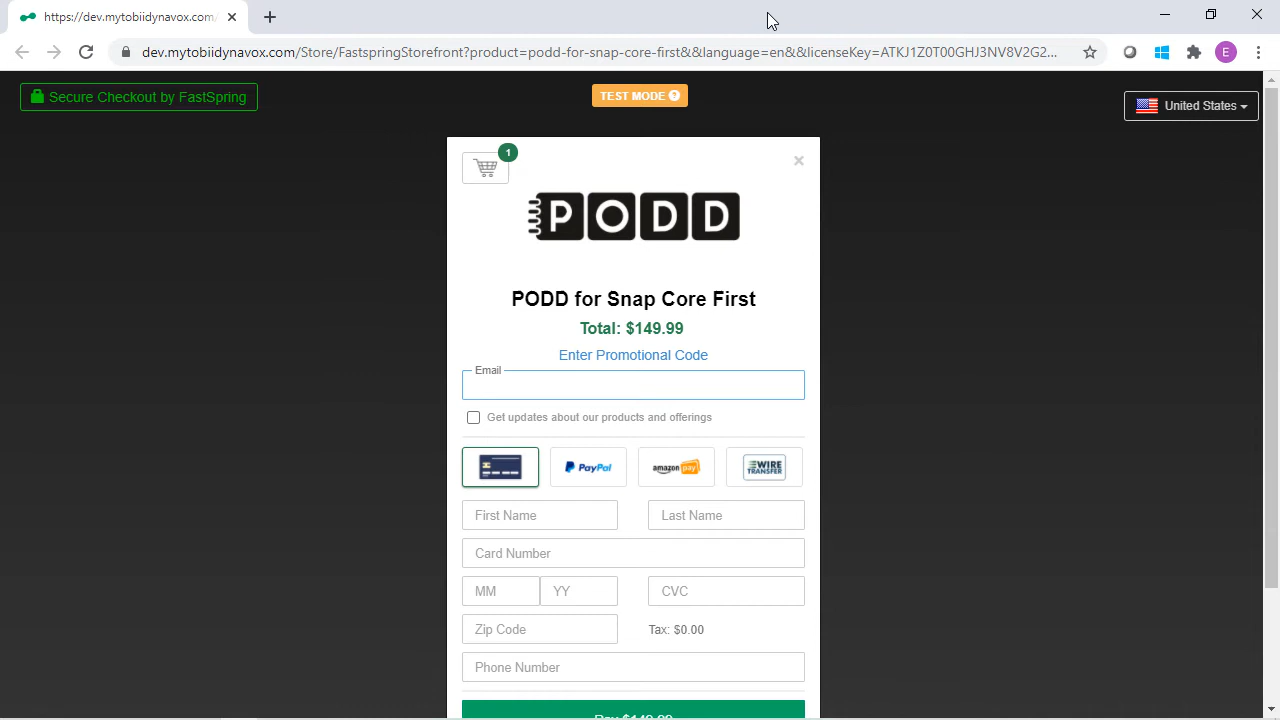 https://dev.mytobiidynavox.com/
dev.mytobiidynavox.com/Store/FastspringStorefront?product=podd-for-snap-core-first&&language=en&&licenseKey=ATKJ1Z0T00GHJ3NV8V2G2...
E
Secure Checkout by FastSpring
TEST MODE ?
United States
1
PODD
PODD for Snap Core First
Total: $149.99
Enter Promotional Code
Email
Get updates about our products and offerings
PayPal
amazon pay
WIRE TRANSFER
First Name
Last Name
Card Number
MM
YY
CVC
Zip Code
Tax: $0.00
Phone Number
Pay $149.99